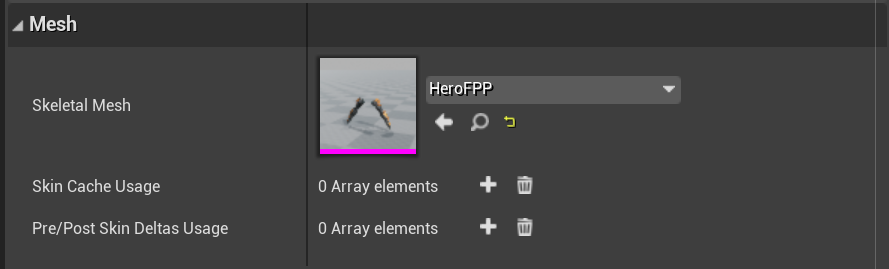 Mesh
Skeletal Mesh
HeroFPP
Skin Cache Usage
0 Array elements
Pre/Post Skin Deltas Usage
0 Array elements